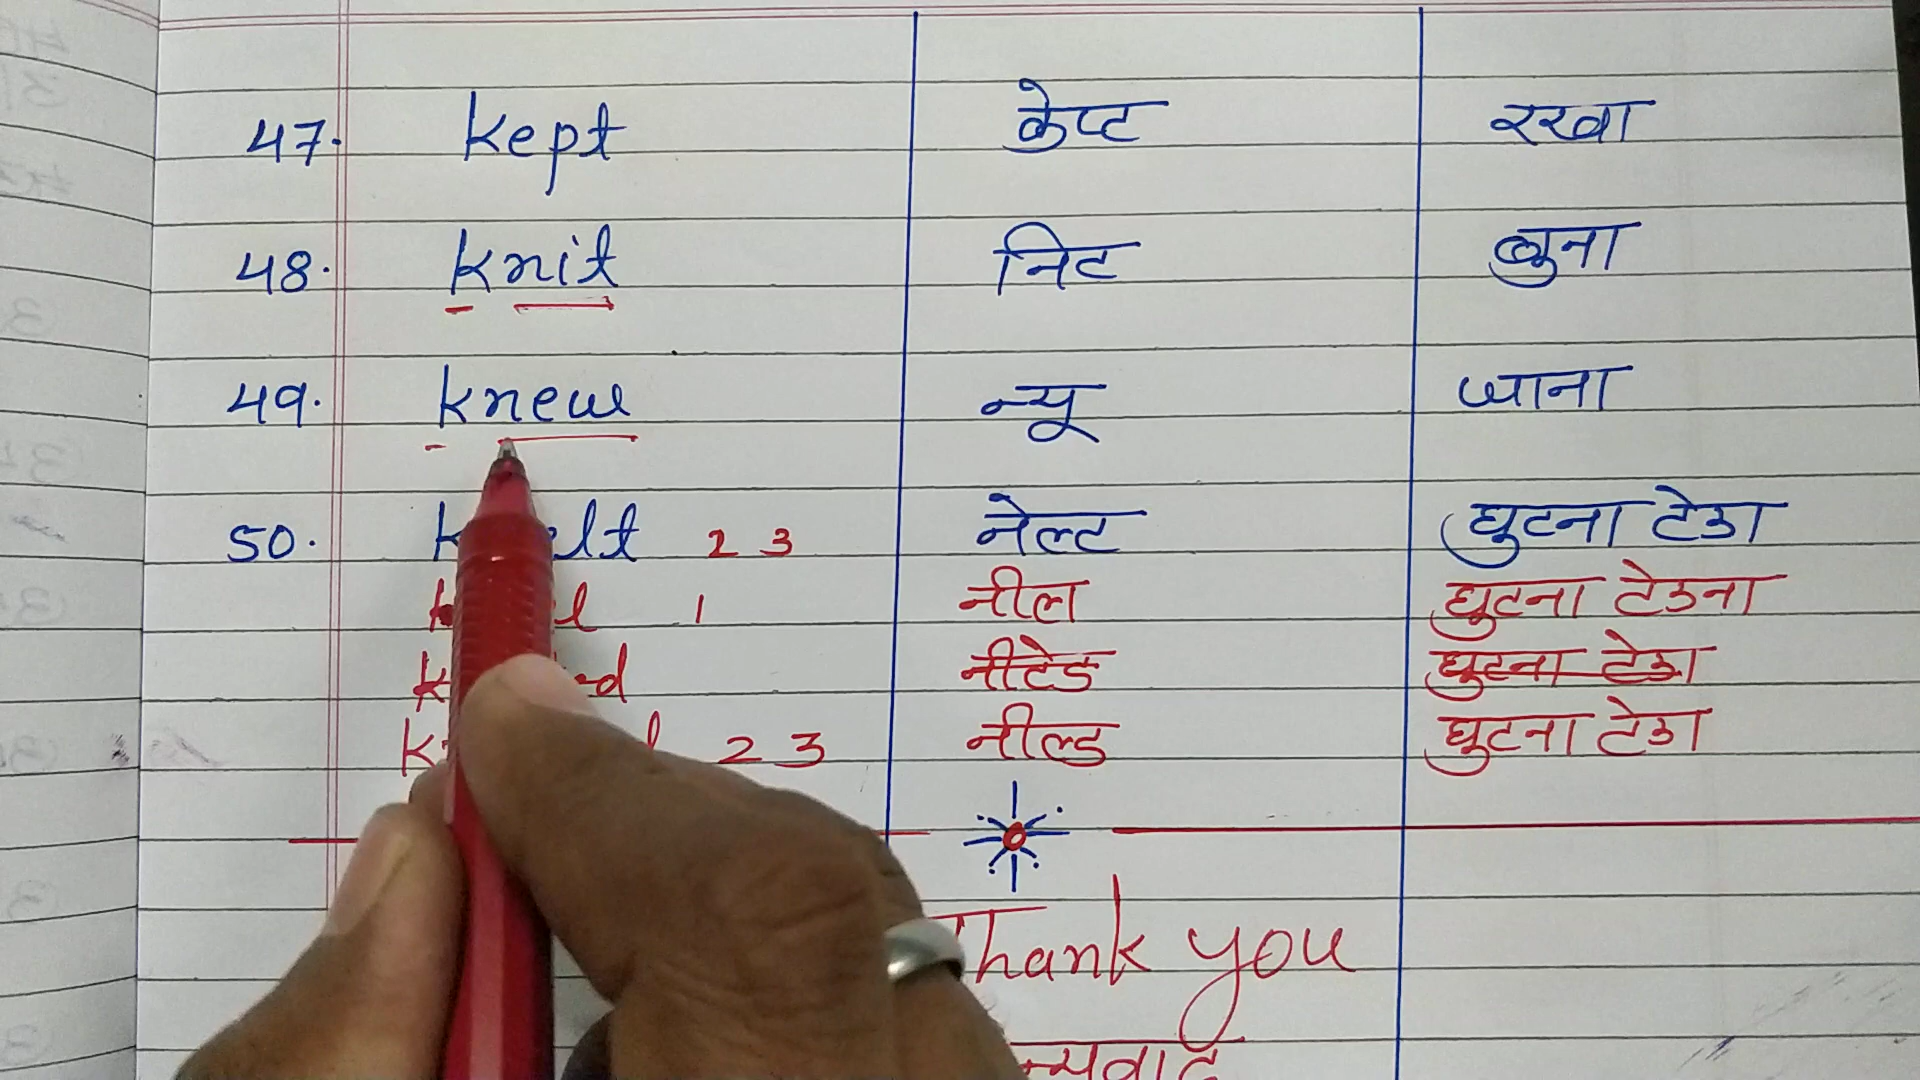 47. kept केप्ट रखा
48. knit निट बुना
49. knew न्यू जाना
50. 2 3 नेल्ट घुटना टेका
1 नील घुटना टेकना
नीटेड घुटना टेका
2 3 नील्ड घुटना टेका
Thank you